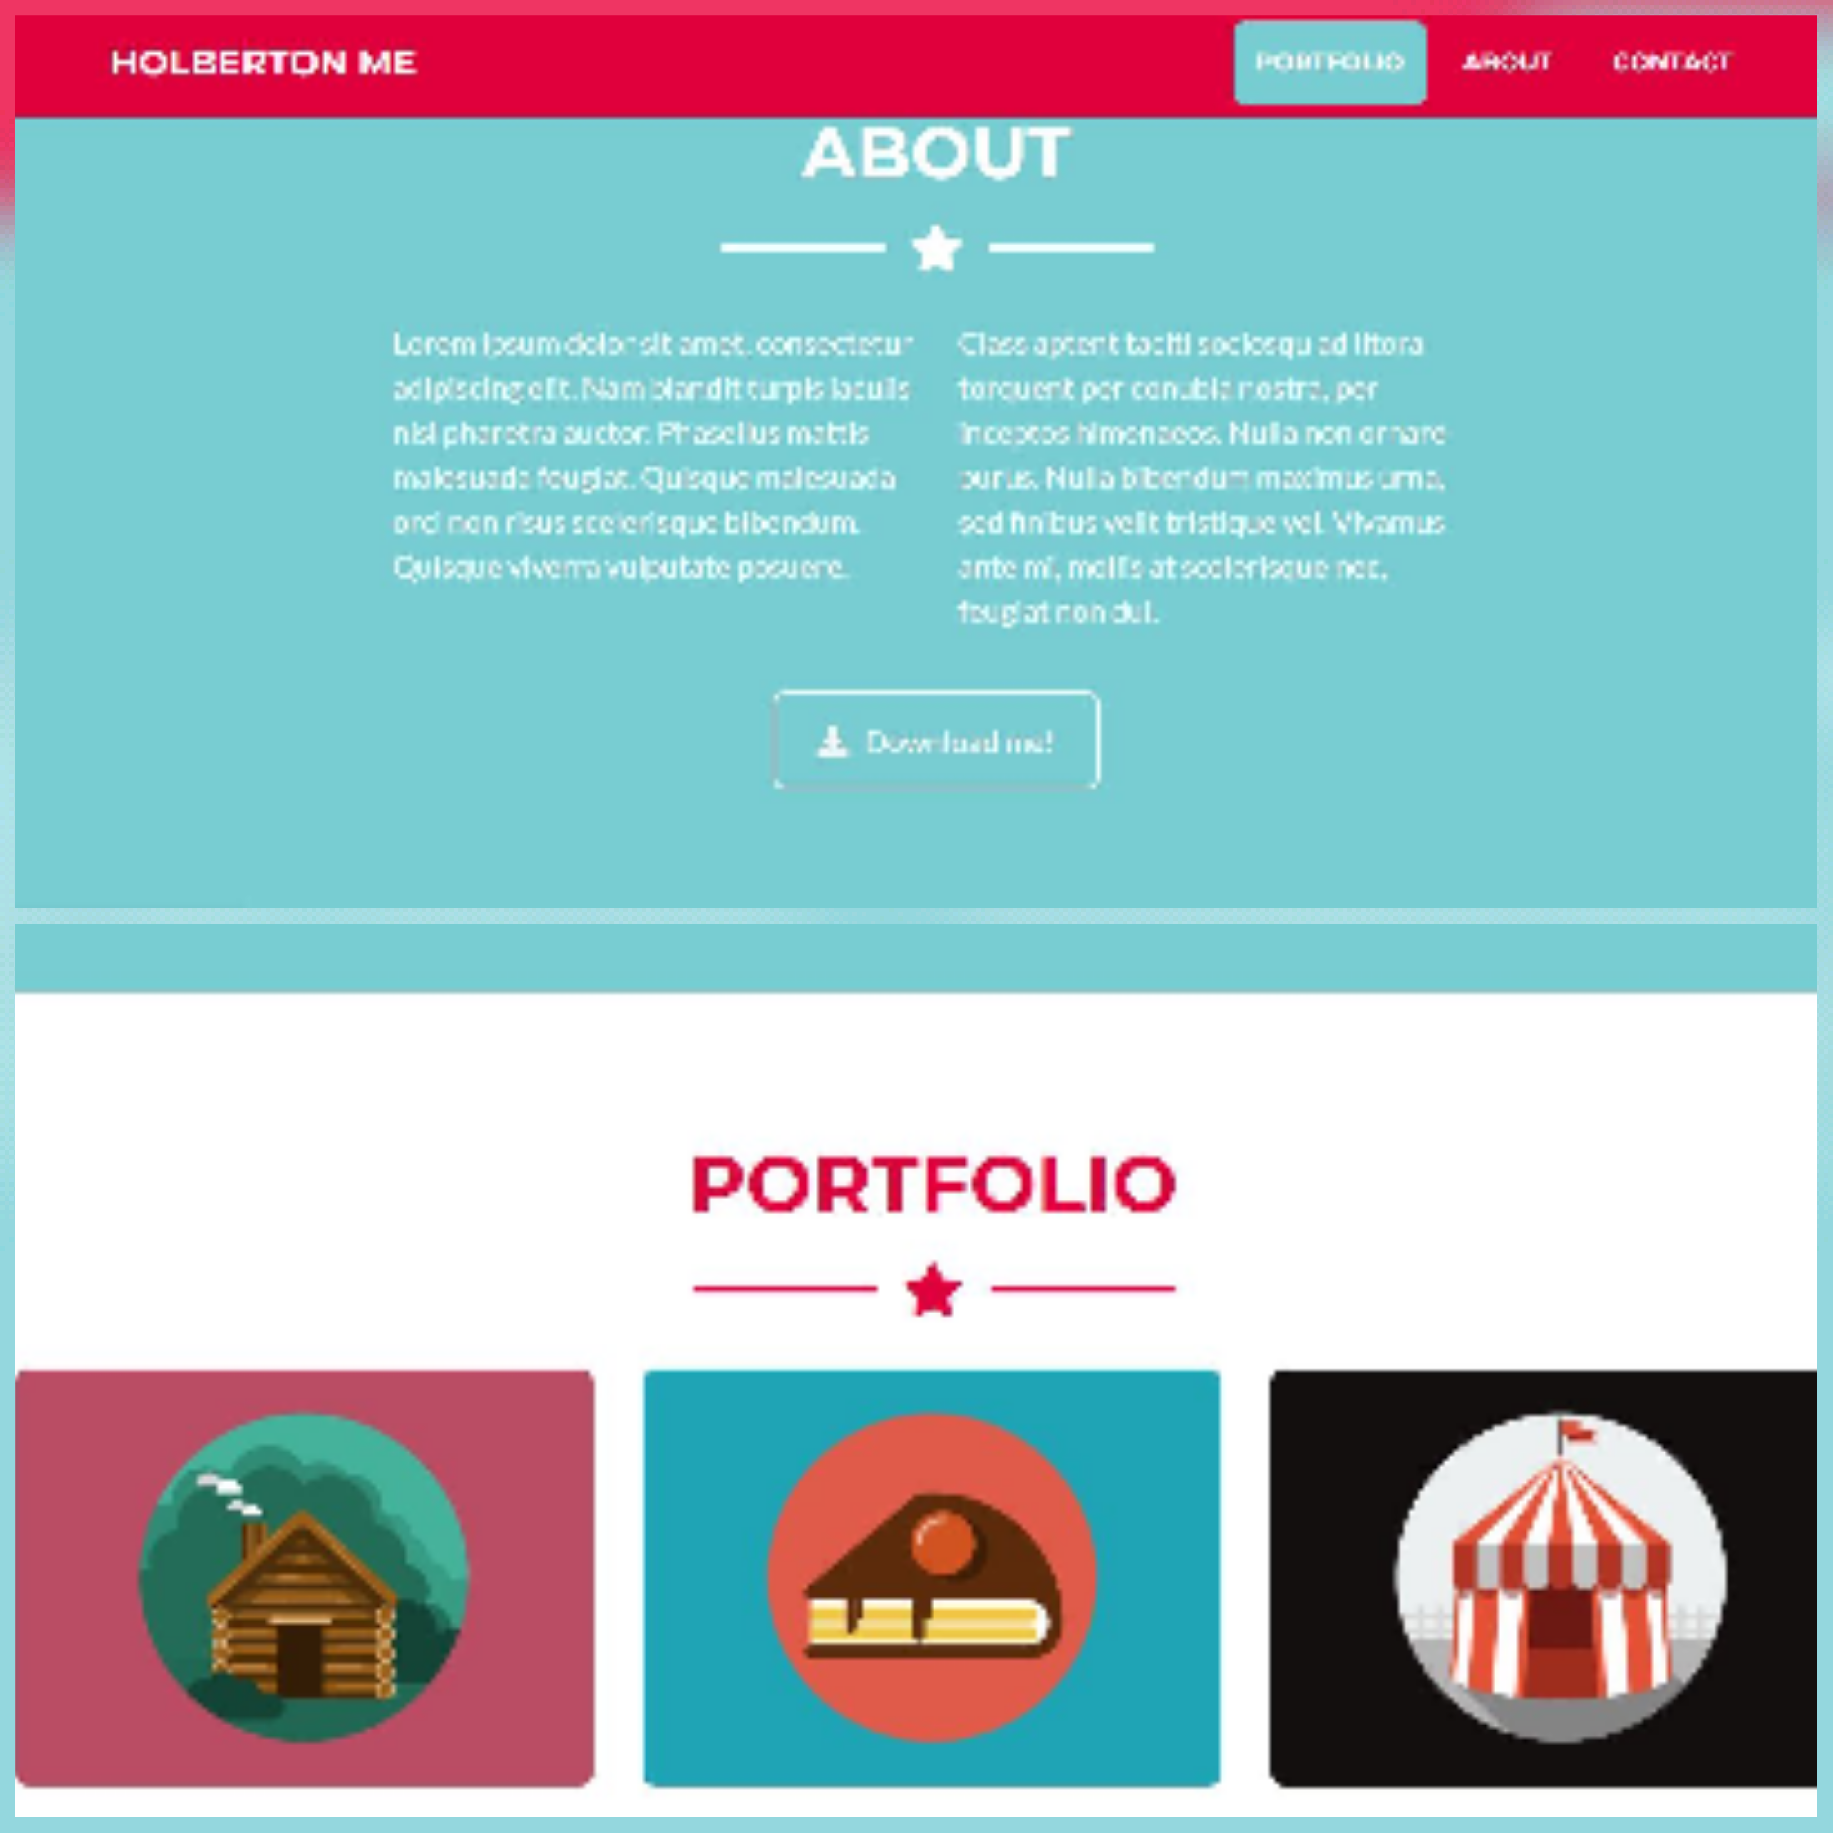 HOLBERTON ME
PORTFOLIO
ABOUT
CONTACT
ABOUT
Lorem ipsum dolor sit amet, consectetur
adipiscing elit. Nam blandit turpis iaculis
nisl pharetra auctor. Phasellus mattis
malesuada feugiat. Quisque malesuada
orci non risus scelerisque bibendum.
Quisque viverra vulputate posuere.
Class aptent taciti sociosqu ad litora
torquent per conubia nostra, per
inceptos himenaeos. Nulla non ornare
purus. Nulla bibendum maximus urna,
sed finibus velit tristique vel. Vivamus
ante mi, mollis at scelerisque nec,
feugiat non dui.
Download me!
PORTFOLIO